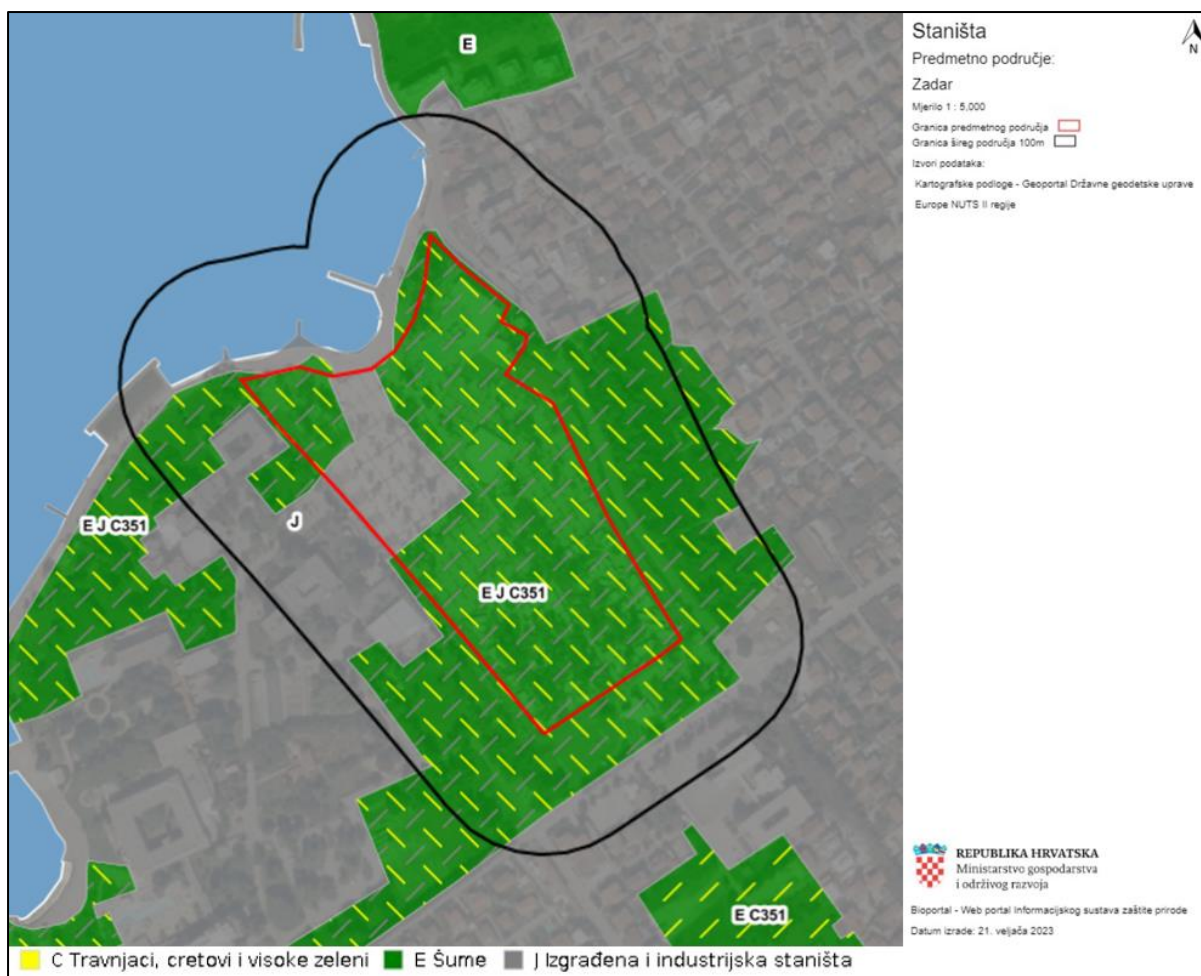 E
E J C351
J
E J C351
E C351
Staništa
N
Predmetno područje:
Zadar
Mjerilo 1 : 5,000
Granica predmetnog područja
Granica šireg područja 100m
Izvori podataka:
Kartografske podloge - Geoportal Državne geodetske uprave
Europe NUTS II regije
REPUBLIKA HRVATSKA
Ministarstvo gospodarstva
i održivog razvoja
Bioportal - Web portal Informacijskog sustava zaštite prirode
Datum izrade: 21. veljača 2023
C Travnjaci, cretovi i visoke zeleni E Šume J Izgrađena i industrijska staništa